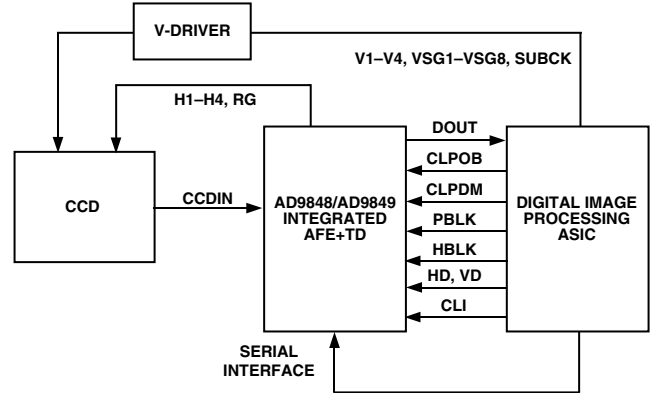 V-DRIVER
V1–V4, VSG1–VSG8, SUBCK
H1–H4, RG
DOUT
CLPOB
CCD
CCDIN
AD9848/AD9849
INTEGRATED
AFE+TD
CLPDM
DIGITAL IMAGE
PROCESSING
ASIC
PBLK
HBLK
HD, VD
CLI
SERIAL
INTERFACE